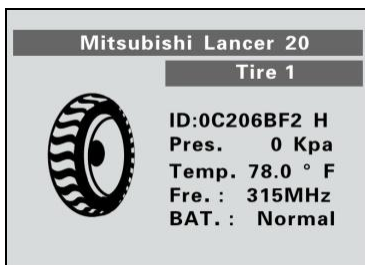 Mitsubishi Lancer 20
Tire 1
ID:0C206BF2 H
Pres. 0 Kpa
Temp. 78.0 ° F
Fre. : 315MHz
BAT. : Normal